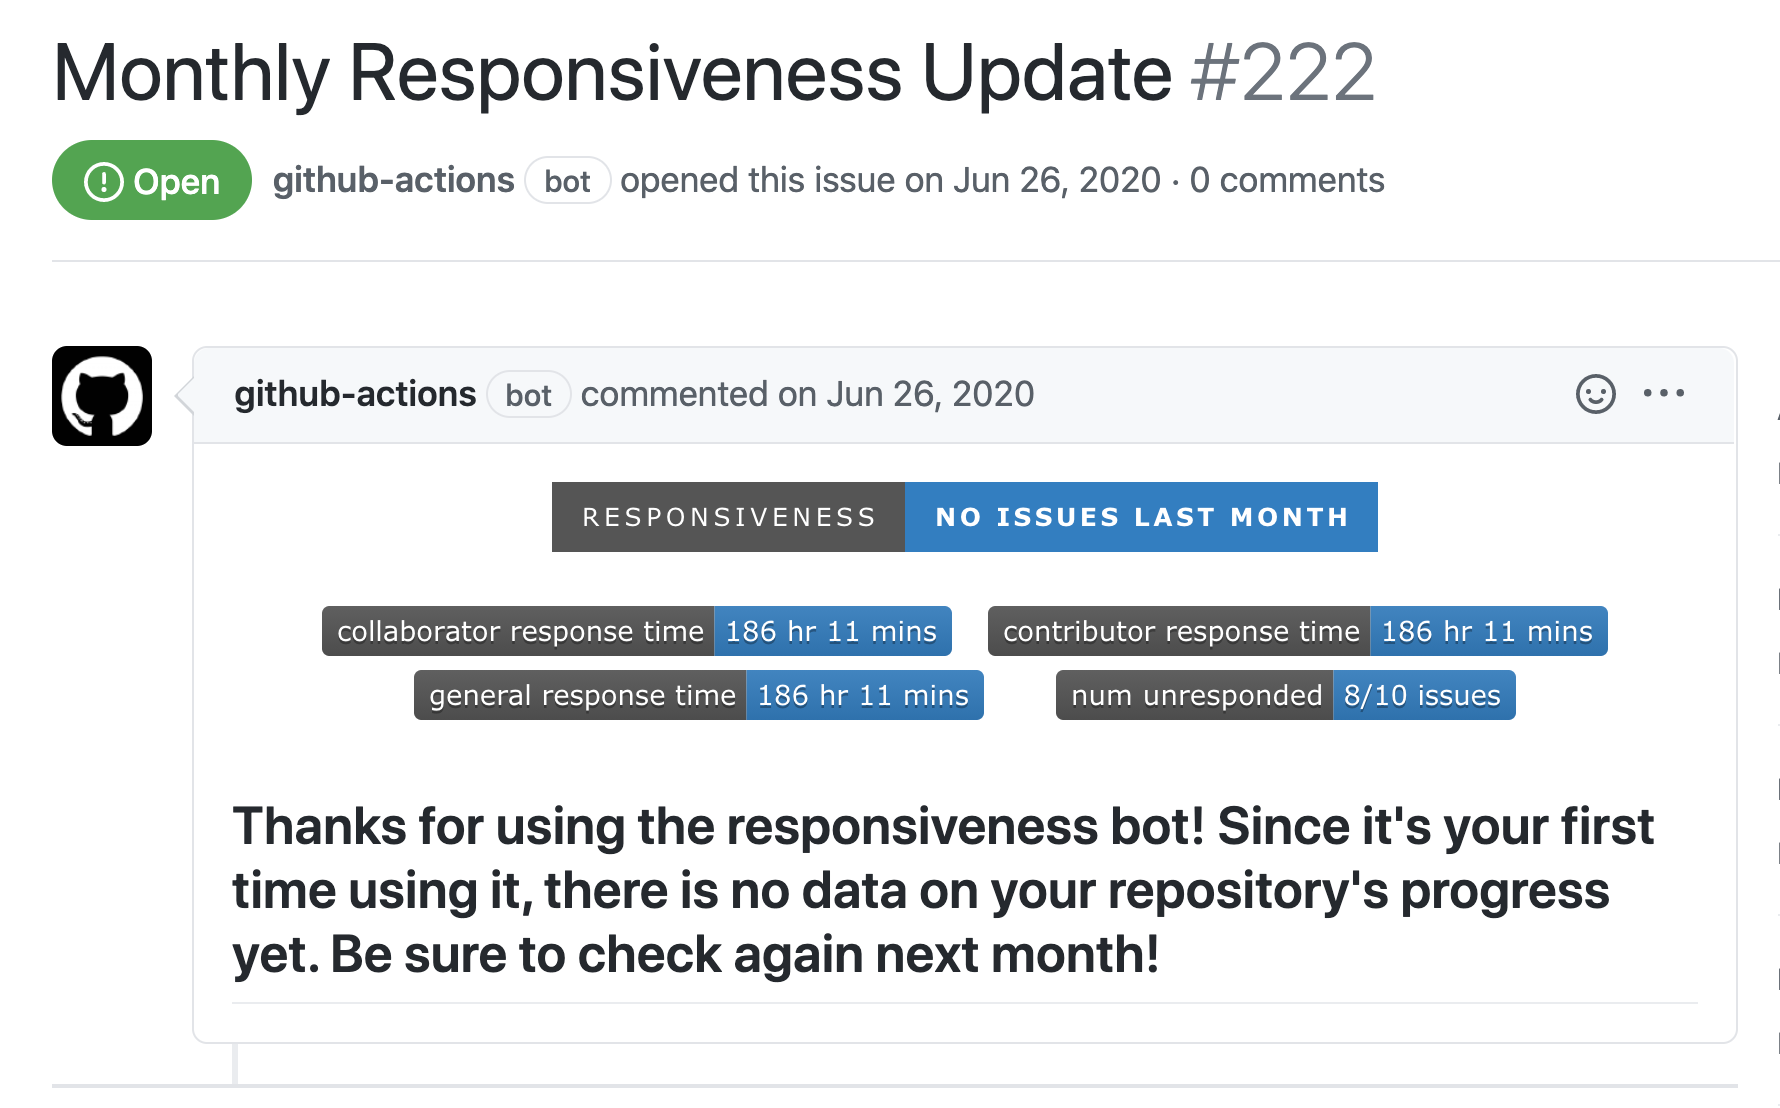 Monthly Responsiveness Update #222
Open github-actions bot opened this issue on Jun 26, 2020 · 0 comments
github-actions bot commented on Jun 26, 2020
RESPONSIVENESS NO ISSUES LAST MONTH
collaborator response time 186 hr 11 mins contributor response time 186 hr 11 mins
general response time 186 hr 11 mins num unresponded 8/10 issues
Thanks for using the responsiveness bot! Since it's your first
time using it, there is no data on your repository's progress
yet. Be sure to check again next month!